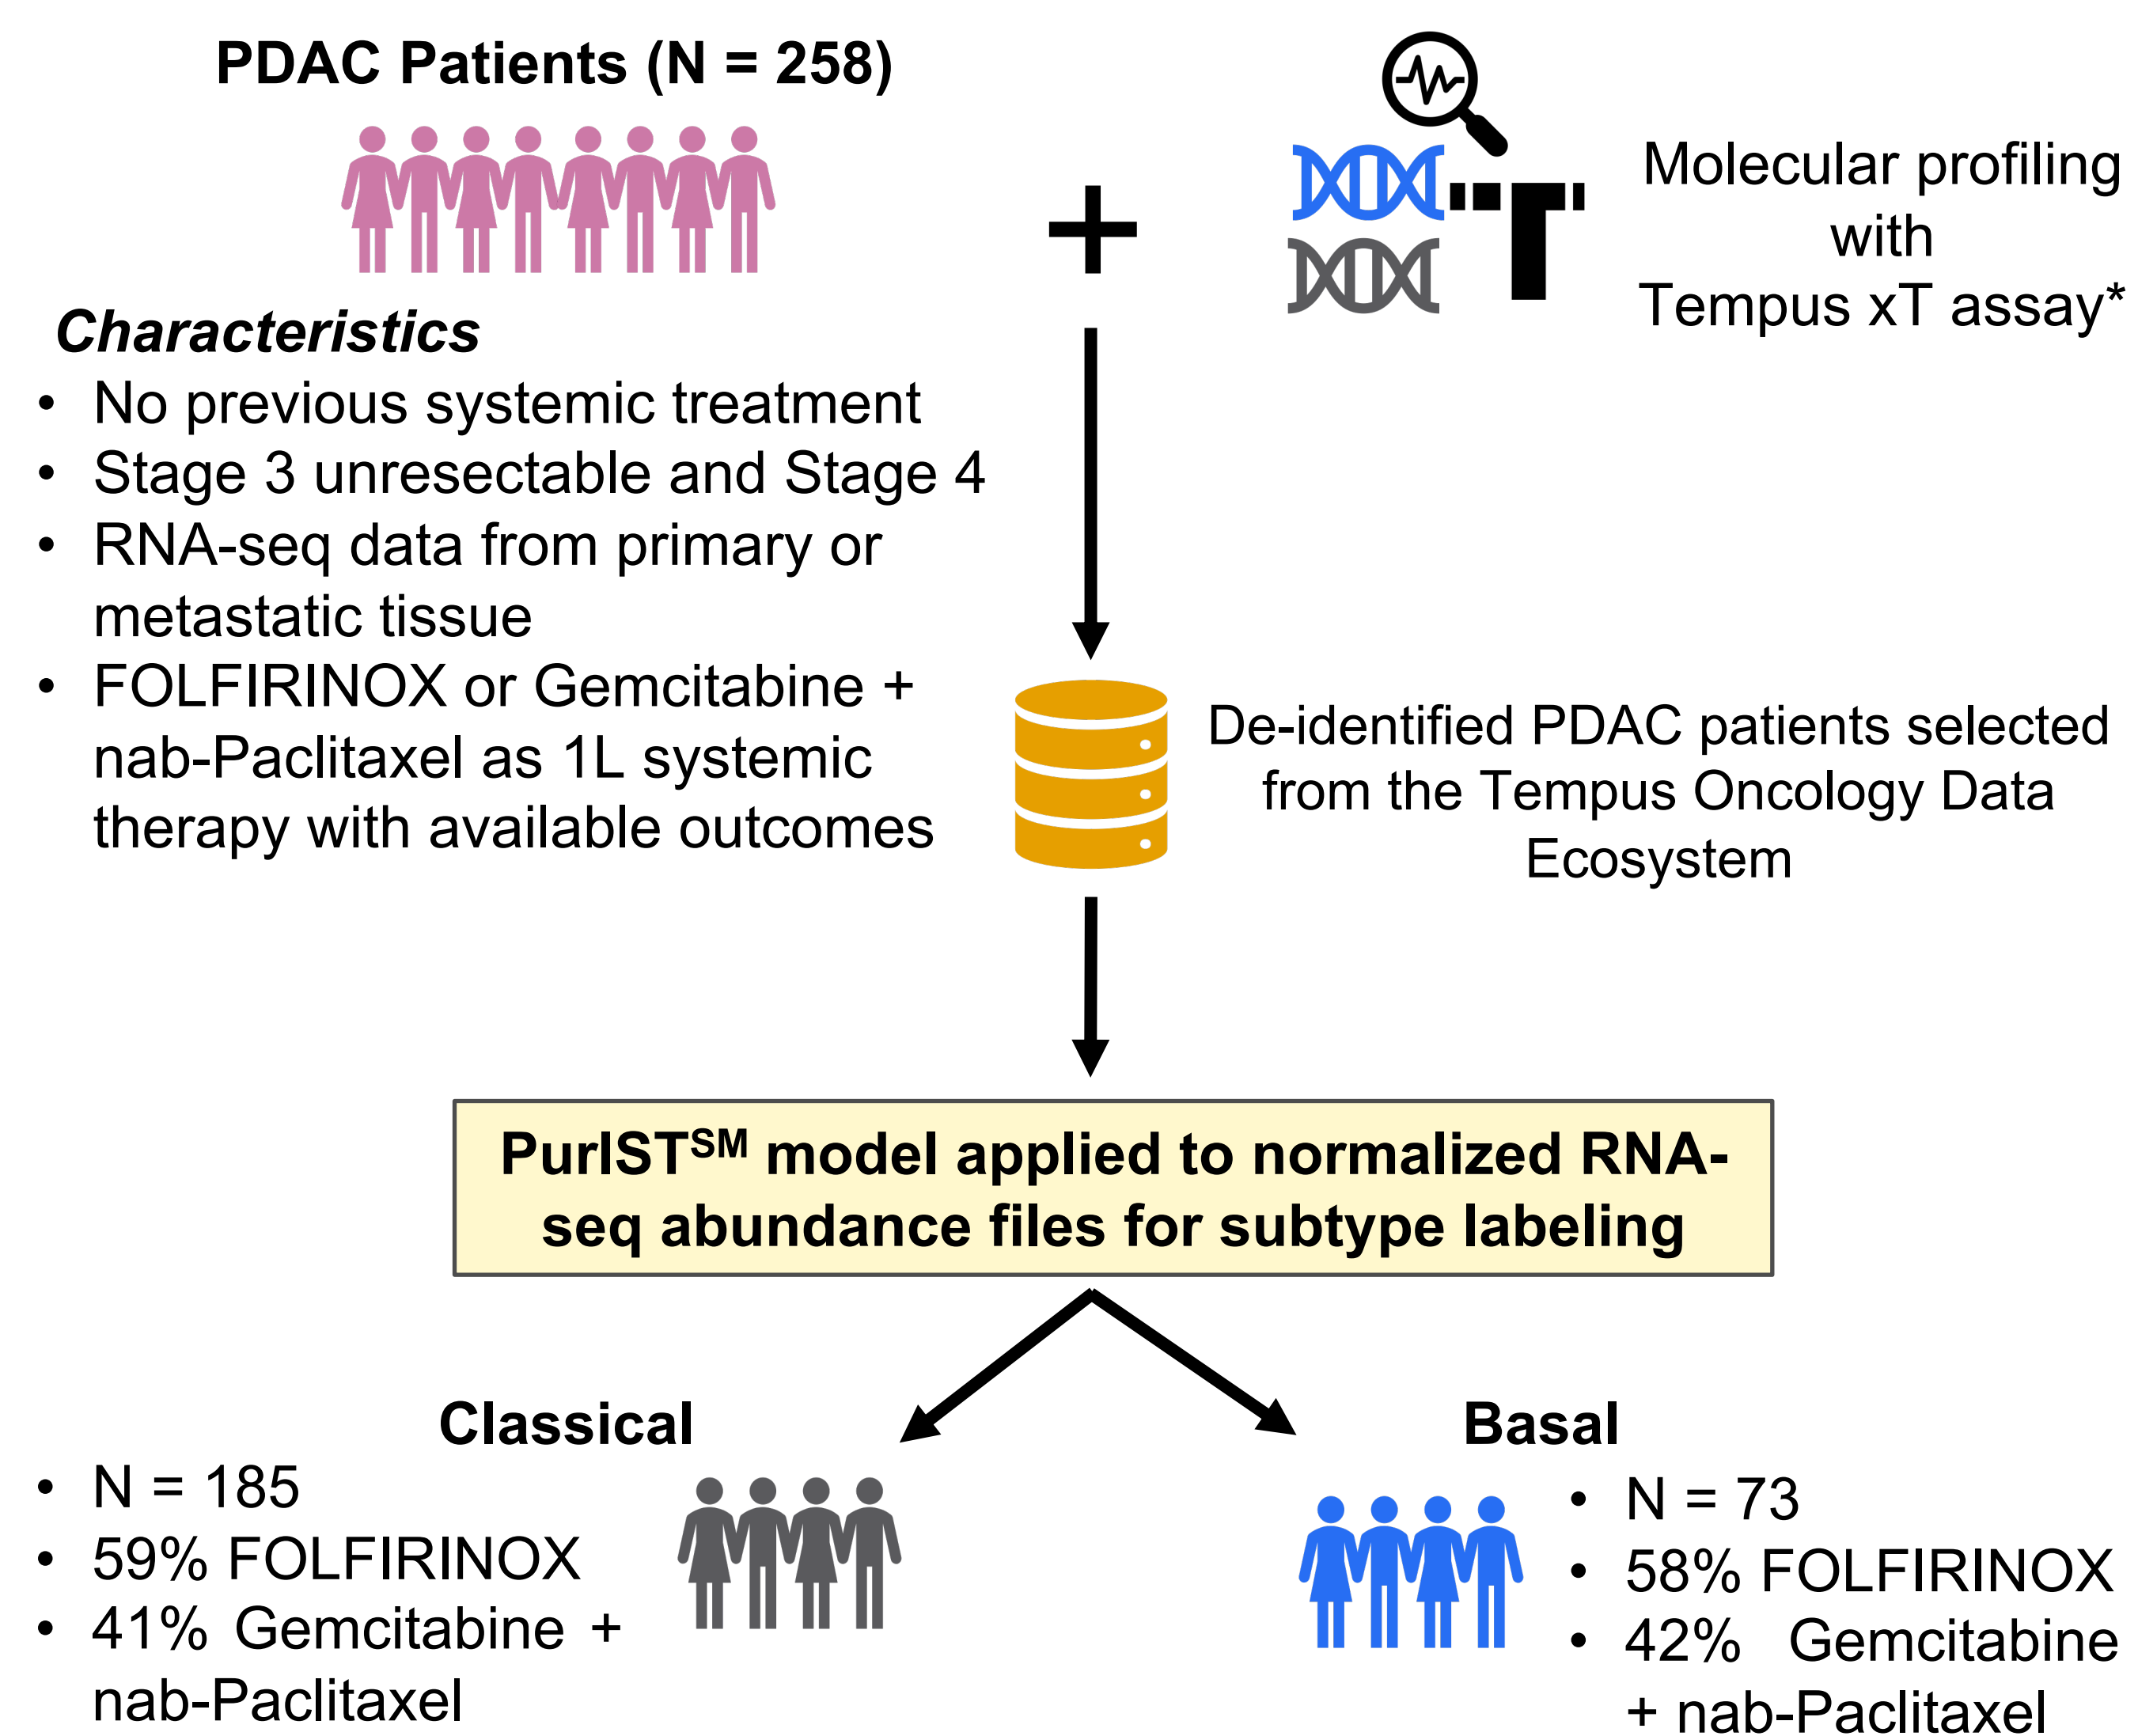 PDAC Patients (N = 258)
Molecular profiling
with
Tempus xT assay*
Characteristics
• No previous systemic treatment
• Stage 3 unresectable and Stage 4
• RNA-seq data from primary or
metastatic tissue
• FOLFIRINOX or Gemcitabine +
nab-Paclitaxel as 1L systemic
therapy with available outcomes
De-identified PDAC patients selected
from the Tempus Oncology Data
Ecosystem
PurISTSM model applied to normalized RNA-
seq abundance files for subtype labeling
Classical
• N = 185
• 59% FOLFIRINOX
• 41% Gemcitabine +
nab-Paclitaxel
Basal
• N = 73
• 58% FOLFIRINOX
• 42% Gemcitabine
+ nab-Paclitaxel